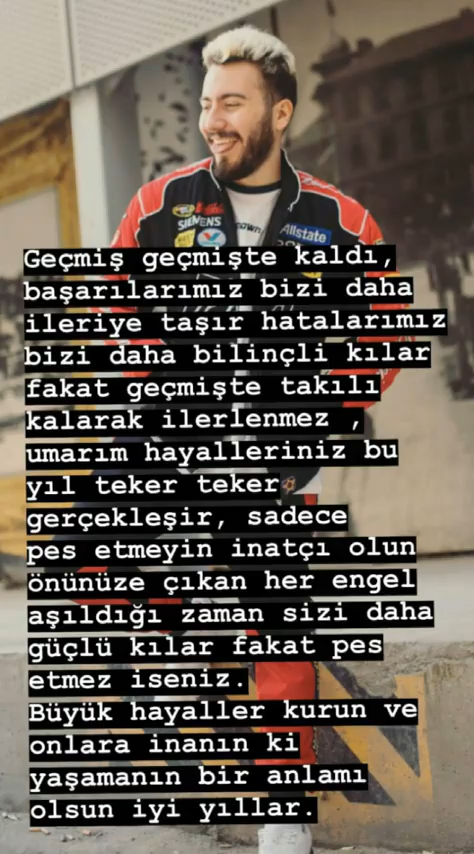 SIEMENS
Allstate
Geçmiş geçmişte kaldı,
başarılarımız bizi daha
ileriye taşır hatalarımız
bizi daha bilinçli kılar
fakat geçmişte takılı
kalarak ilerlenmez ,
umarım hayalleriniz bu
yıl teker teker
gerçekleşir, sadece
pes etmeyin inatçı olun
önünüze çıkan her engel
aşıldığı zaman sizi daha
güçlü kılar fakat pes
etmez iseniz.
Büyük hayaller kurun ve
onlara inanın ki
yaşamanın bir anlamı
olsun iyi yıllar.